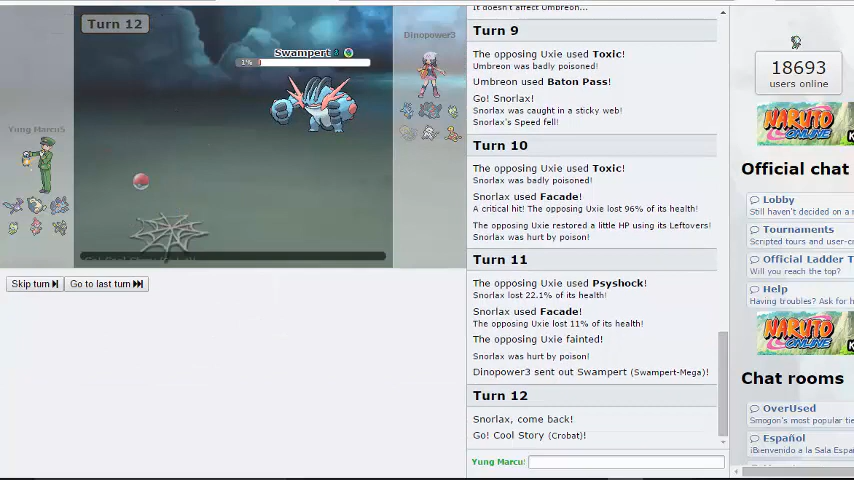 It doesn't affect Umbreon...
Turn 12
Swampert
1%
Dinopower3
Yung Marcu5
Skip turn
Go to last turn
Turn 9
The opposing Uxie used Toxic!
Umbreon was badly poisoned!
Umbreon used Baton Pass!
Go! Snorlax!
Snorlax was caught in a sticky web!
Snorlax's Speed fell!
Turn 10
The opposing Uxie used Toxic!
Snorlax was badly poisoned!
Snorlax used Facade!
A critical hit! The opposing Uxie lost 96% of its health!
The opposing Uxie restored a little HP using its Leftovers!
Snorlax was hurt by poison!
Turn 11
The opposing Uxie used Psyshock!
Snorlax lost 22.1% of its health!
Snorlax used Facade!
The opposing Uxie lost 11% of its health!
The opposing Uxie fainted!
Snorlax was hurt by poison!
Dinopower3 sent out Swampert (Swampert-Mega)!
Turn 12
Snorlax, come back!
Go! Cool Story (Crobat)!
Yung Marcu!
18693
users online
NARUTO
ONLINE
Official chat
Lobby
Still haven't decided on a
Tournaments
Scripted tours and user-c
Official Ladder T
Will you reach the top?
Help
Having troubles? Ask for h
NARUTO
ONLINE
Chat rooms
OverUsed
Smogon's most popular tie
Español
¡Bienvenido a la Sala Espa